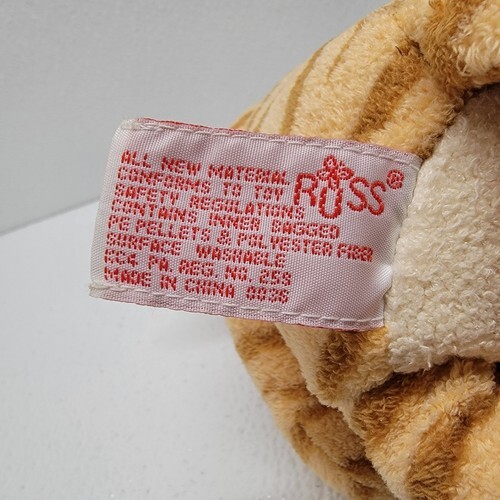 ALL NEW MATERIAL
CONFORMS TO TOY
SAFETY REGULATIONS
CONTAINS INNER BAGGED
PE PELLETS & POLYESTER FIBER
SURFACE WASHABLE
PA. REG. NO. 259
MADE IN CHINA
RUSS®